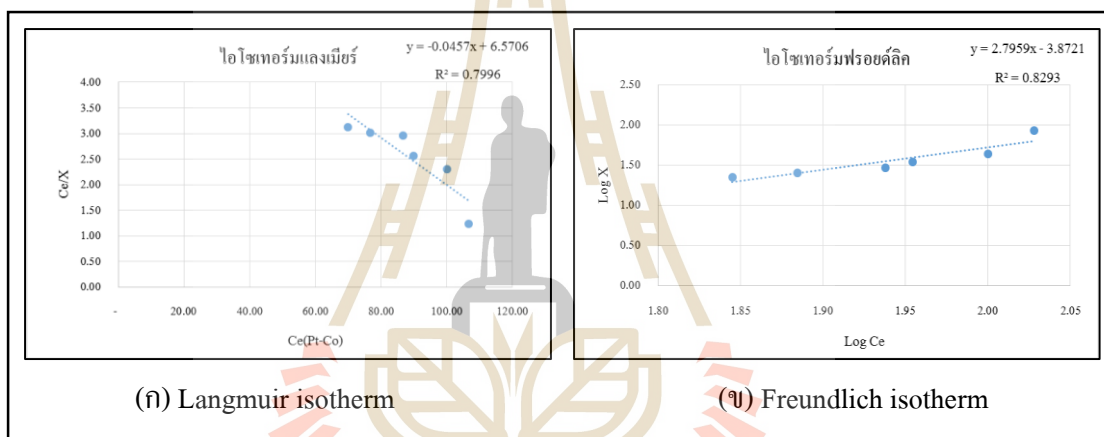 ไอโซเทอร์มแลงเมียร์
y = -0.0457x + 6.5706
R² = 0.7996
4.00
3.50
3.00
2.50
2.00
1.50
1.00
0.50
0.00
Ce/X
- 20.00 40.00 60.00 80.00 100.00 120.00
Ce(Pt-Co)
(ก) Langmuir isotherm
ไอโซเทอร์มฟรอยด์ลิค
y = 2.7959x - 3.8721
R² = 0.8293
2.50
2.00
1.50
1.00
0.50
0.00
Log X
1.80 1.85 1.90 1.95 2.00 2.05
Log Ce
(ข) Freundlich isotherm